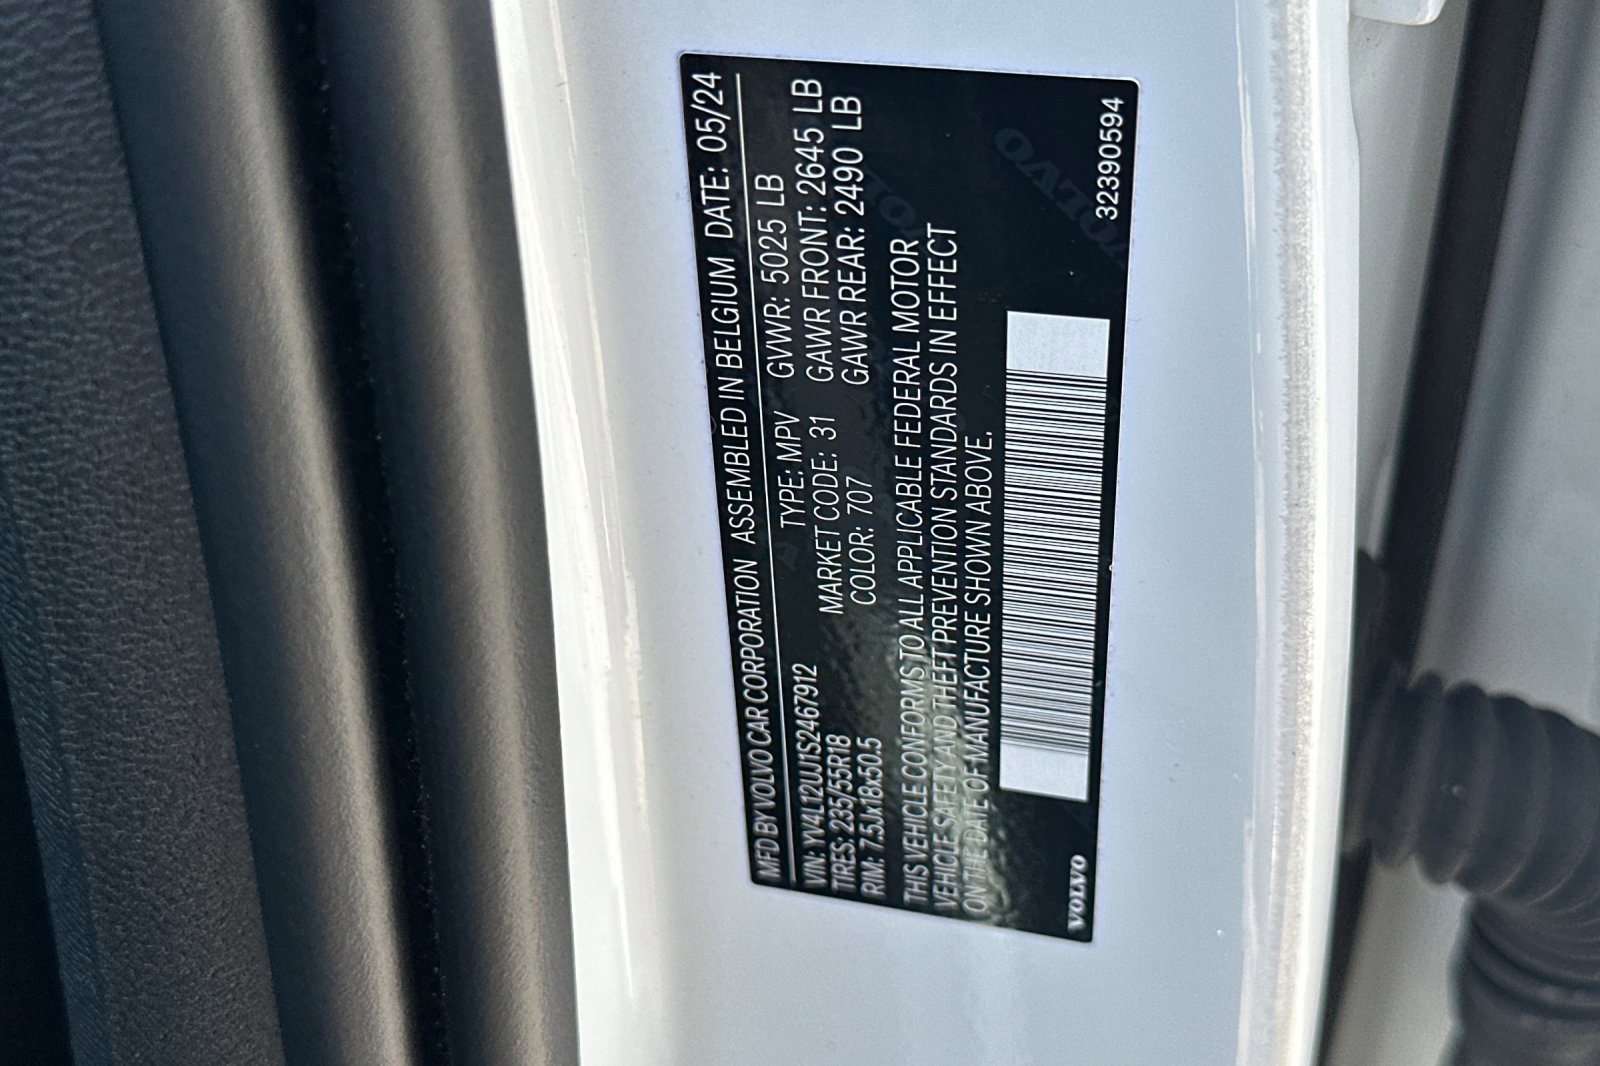 MFD BY VOLVO CAR CORPORATION ASSEMBLED IN BELGIUM DATE: 05/24
VIN: YV4L12UJ1S2467912 TYPE: MPV GVWR: 5025 LB
TIRES: 235/55R18 MARKET CODE: 31 GAWR FRONT: 2645 LB
RIM: 7.5Jx18x50.5 COLOR: 707 GAWR REAR: 2490 LB
THIS VEHICLE CONFORMS TO ALL APPLICABLE FEDERAL MOTOR
VEHICLE SAFETY AND THEFT PREVENTION STANDARDS IN EFFECT
ON THE DATE OF MANUFACTURE SHOWN ABOVE.
VOLVO 32390594